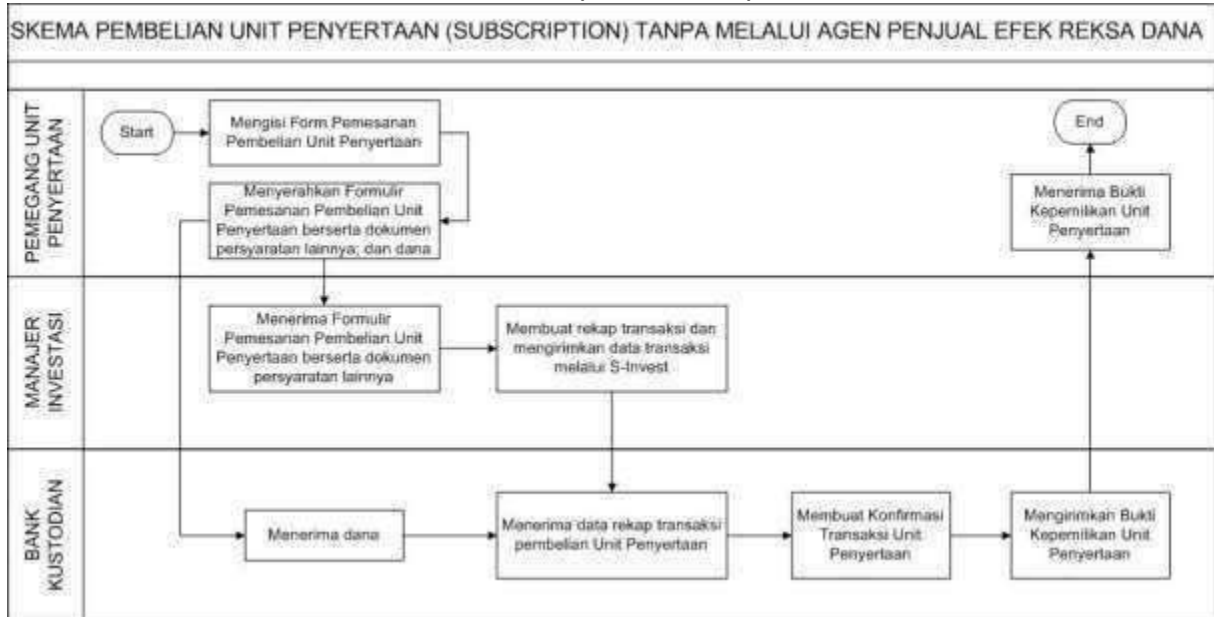 SKEMA PEMBELIAN UNIT PENYERTAAN (SUBSCRIPTION) TANPA MELALUI AGEN PENJUAL EFEK REKSA DANA
PEMEGANG UNIT
PENYERTAAN
Start
Mengisi Form Pemesanan
Pembelian Unit Penyertaan
Menyerahkan Formulir
Pemesanan Pembelian Unit
Penyertaan berserta dokumen
persyaratan lainnya; dan dana
End
Menerima Bukti
Kepemilikan Unit
Penyertaan
MANAJER
INVESTASI
Menerima Formulir
Pemesanan Pembelian Unit
Penyertaan berserta dokumen
persyaratan lainnya
Membuat rekap transaksi dan
mengirimkan data transaksi
melalui S-Invest
BANK
KUSTODIAN
Menerima dana
Menerima data rekap transaksi
pembelian Unit Penyertaan
Membuat Konfirmasi
Transaksi Unit
Penyertaan
Mengirimkan Bukti
Kepemilikan Unit
Penyertaan